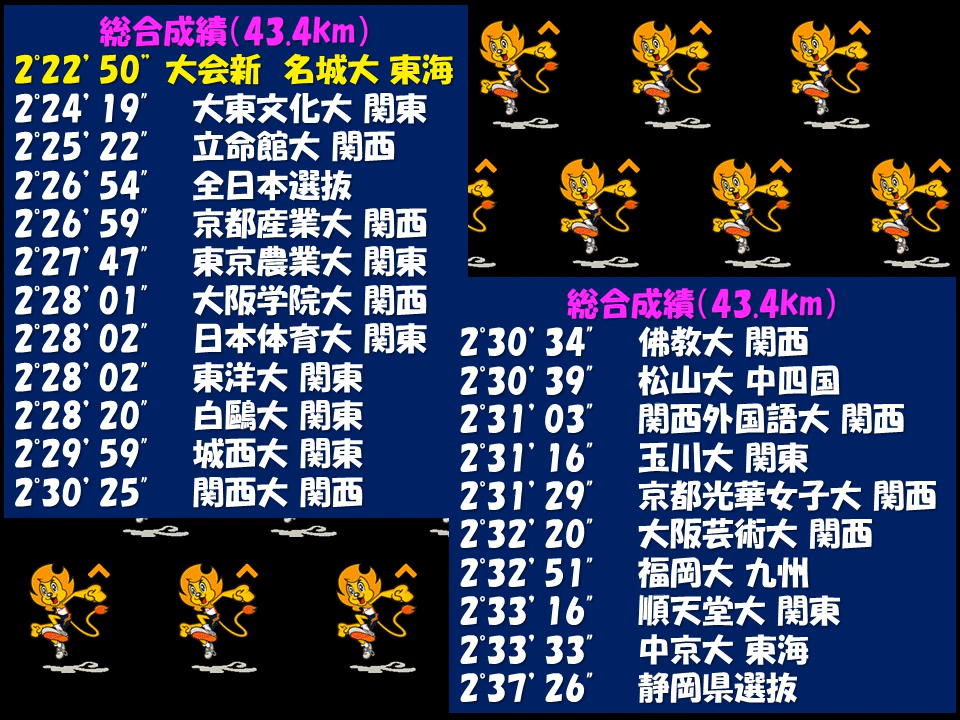 総合成績(43.4km)
2°22'50" 大会新 名城大 東海
2°24'19" 大東文化大 関東
2°25'22" 立命館大 関西
2°26'54" 全日本選抜
2°26'59" 京都産業大 関西
2°27'47" 東京農業大 関東
2°28'01" 大阪学院大 関西
2°28'02" 日本体育大 関東
2°28'02" 東洋大 関東
2°28'20" 白鷗大 関東
2°29'59" 城西大 関東
2°30'25" 関西大 関西
総合成績(43.4km)
2°30'34" 佛教大 関西
2°30'39" 松山大 中四国
2°31'03" 関西外国語大 関西
2°31'16" 玉川大 関東
2°31'29" 京都光華女子大 関西
2°32'20" 大阪芸術大 関西
2°32'51" 福岡大 九州
2°33'16" 順天堂大 関東
2°33'33" 中京大 東海
2°37'26" 静岡県選抜